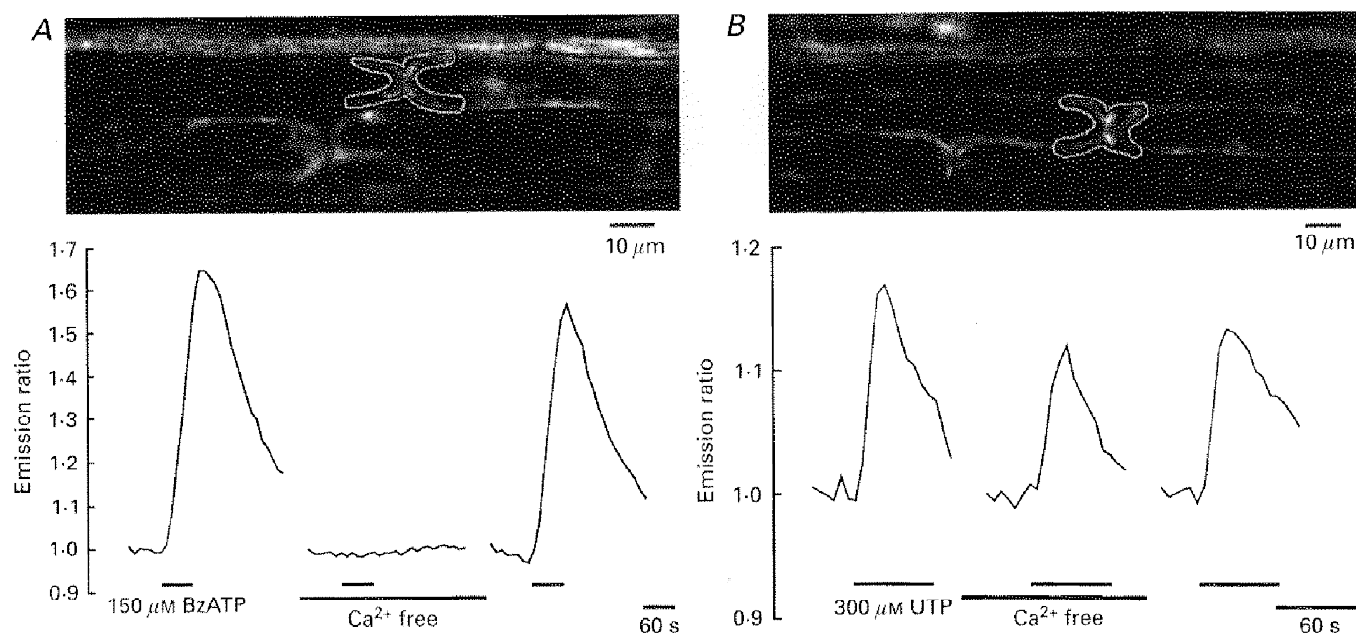 A
B
10 μm
10 μm
1·7
1·6
1·5
1·4
1·3
1·2
1·1
1·0
0·9
Emission ratio
150 μM BzATP
Ca²⁺ free
60 s
1·2
1·1
1·0
0·9
Emission ratio
300 μM UTP
Ca²⁺ free
60 s